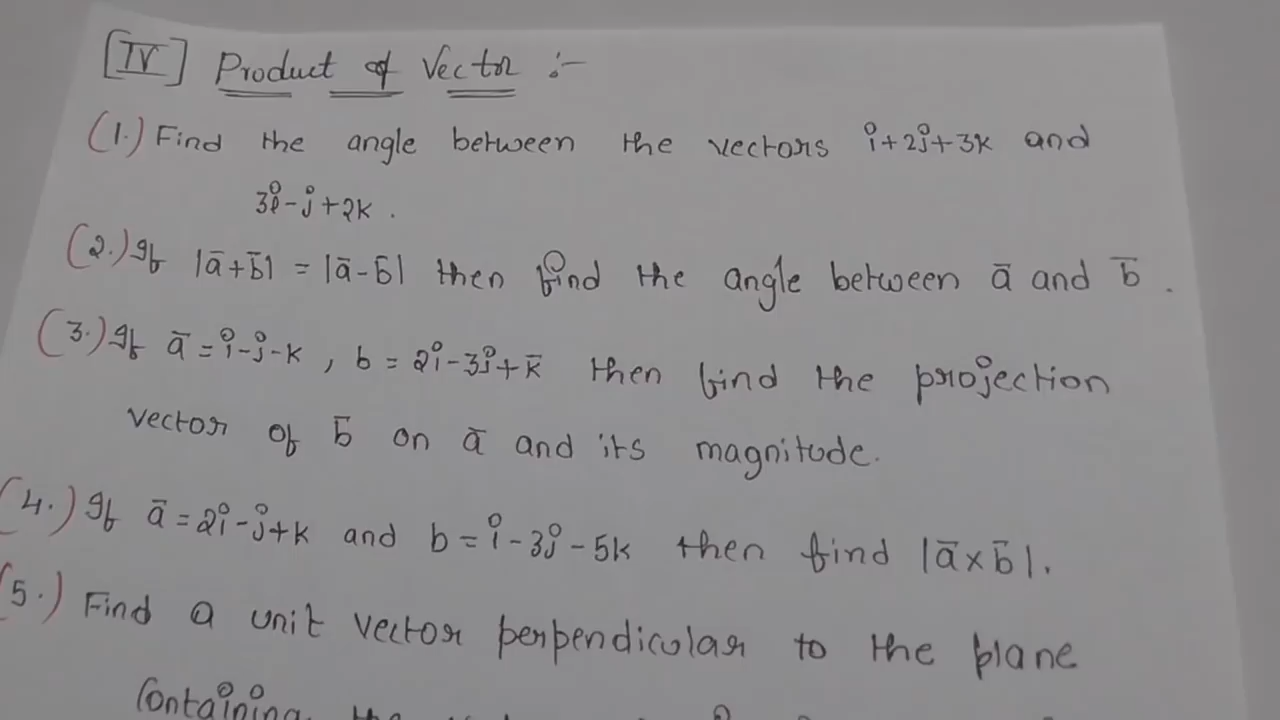 [IV] Product of Vector :-
(1.) Find the angle between the vectors i+2j+3k and
3i-j+2k.
(2.) If |a̅+b̅| = |a̅-b̅| then find the angle between a̅ and b̅.
(3.) If a̅ = i-j-k, b = 2i-3j+k̅ then find the projection
vector of b̅ on a̅ and its magnitude.
(4.) If a̅ = 2i-j+k and b = i-3j-5k then find |a̅×b̅|.
(5.) Find a unit vector perpendicular to the plane
Containing the